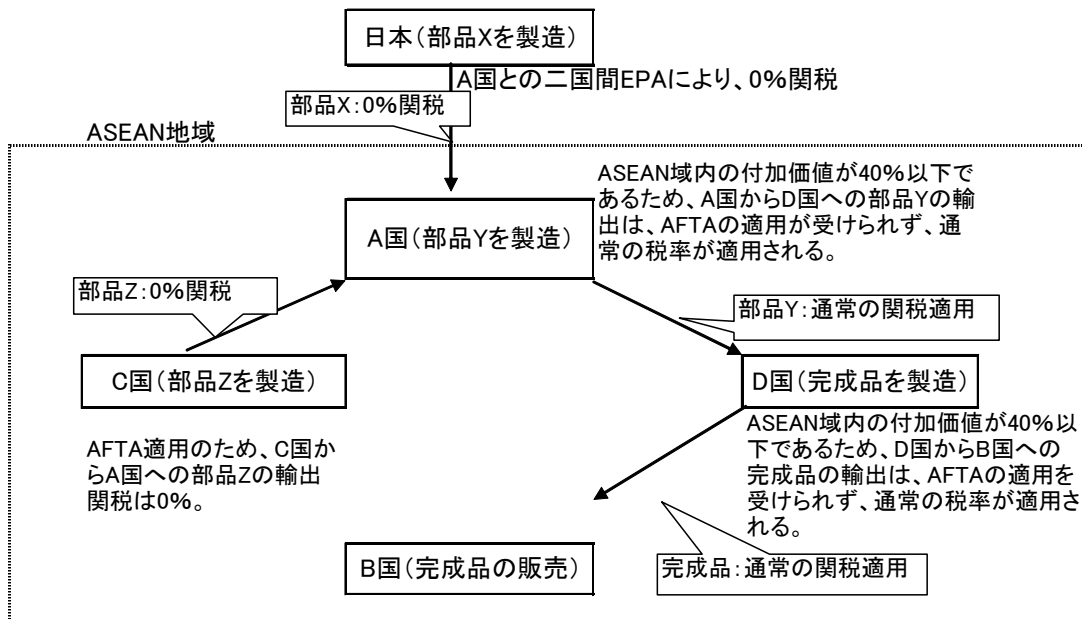 日本(部品Xを製造)
A国との二国間EPAにより、0%関税
部品X:0%関税
ASEAN地域
ASEAN域内の付加価値が40%以下で
あるため、A国からD国への部品Yの輸
出は、AFTAの適用が受けられず、通
常の税率が適用される。
A国(部品Yを製造)
部品Z:0%関税
部品Y:通常の関税適用
C国(部品Zを製造)
D国(完成品を製造)
AFTA適用のため、C国か
らA国への部品Zの輸出
関税は0%。
ASEAN域内の付加価値が40%以
下であるため、D国からB国への
完成品の輸出は、AFTAの適用を
受けられず、通常の税率が適用さ
れる。
B国(完成品の販売)
完成品:通常の関税適用